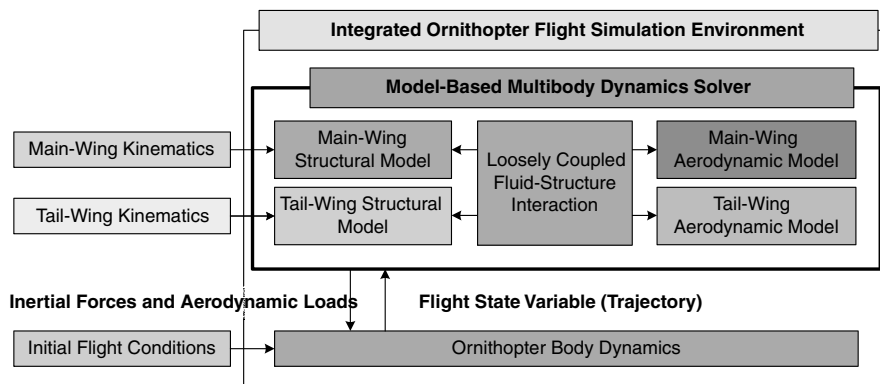 Integrated Ornithopter Flight Simulation Environment
Model-Based Multibody Dynamics Solver
Main-Wing Kinematics
Main-Wing
Structural Model
Loosely Coupled
Fluid-Structure
Interaction
Main-Wing
Aerodynamic Model
Tail-Wing Kinematics
Tail-Wing Structural
Model
Tail-Wing
Aerodynamic Model
Inertial Forces and Aerodynamic Loads
Flight State Variable (Trajectory)
Initial Flight Conditions
Ornithopter Body Dynamics